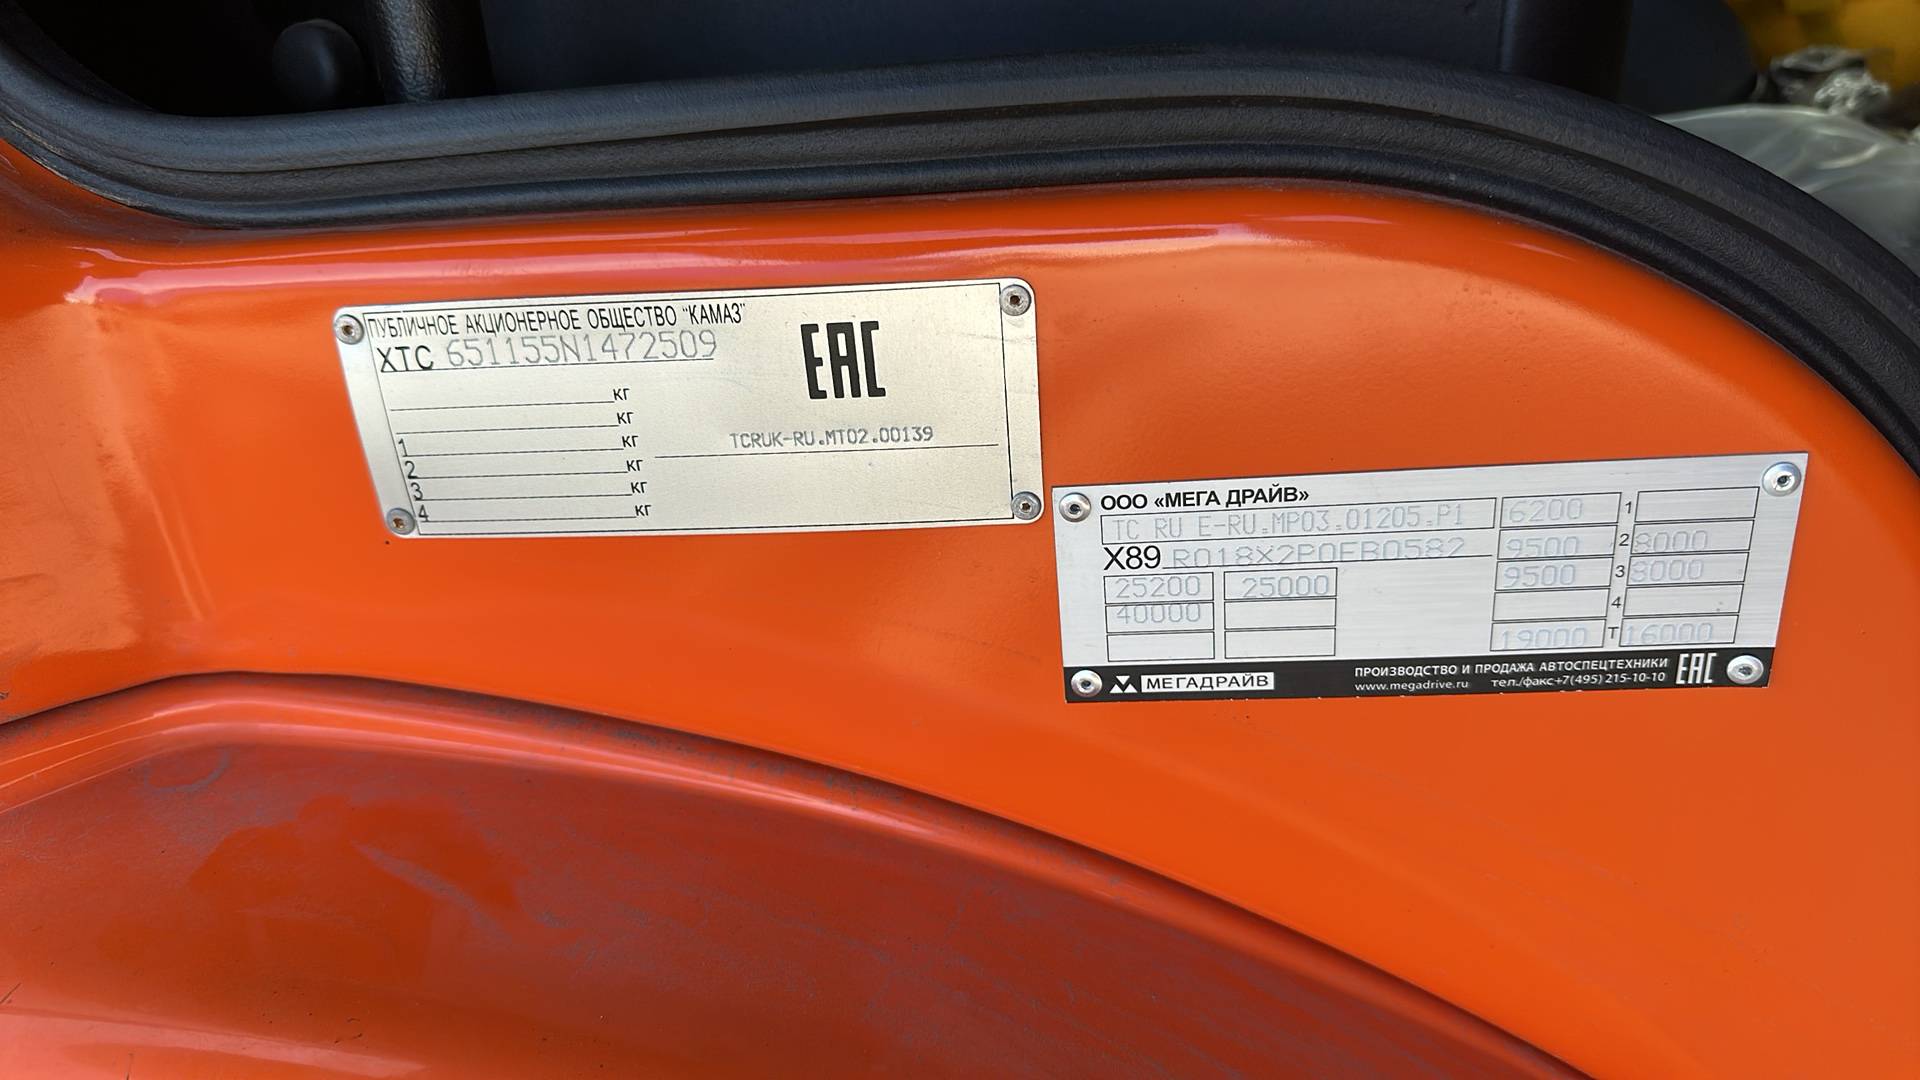 ПУБЛИЧНОЕ АКЦИОНЕРНОЕ ОБЩЕСТВО "КАМАЗ"
XTC 651155N1472509
EAC
КГ
КГ
1 КГ
TCRUK-RU.MT02.00139
2 КГ
3 КГ
4 КГ
ООО «МЕГА ДРАЙВ»
TC RU E-RU.MP03.01205.P1 6200 1
X89 R018X2P0FB0582 9500 2 8000
25200 25000 9500 3 8000
40000 4
19000 T 16000
МЕГАДРАЙВ
ПРОИЗВОДСТВО И ПРОДАЖА АВТОСПЕЦТЕХНИКИ
www.megadrive.ru тел./факс+7(495) 215-10-10
EAC